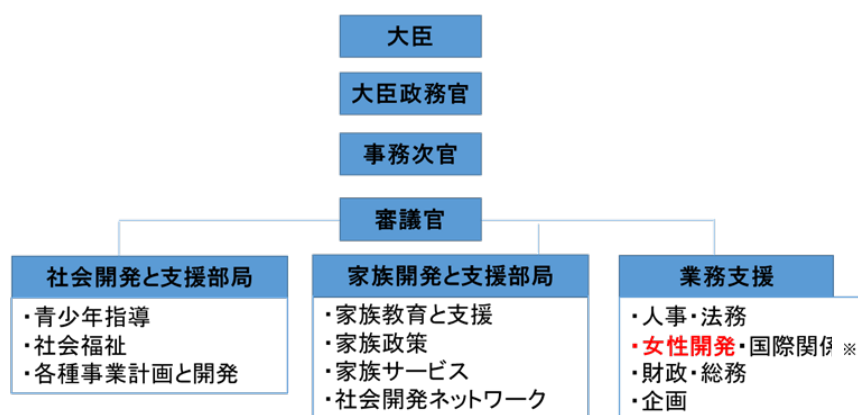 大臣
大臣政務官
事務次官
審議官
社会開発と支援部局
・青少年指導
・社会福祉
・各種事業計画と開発
家族開発と支援部局
・家族教育と支援
・家族政策
・家族サービス
・社会開発ネットワーク
業務支援
・人事・法務
・女性開発・国際関係 ※
・財政・総務
・企画